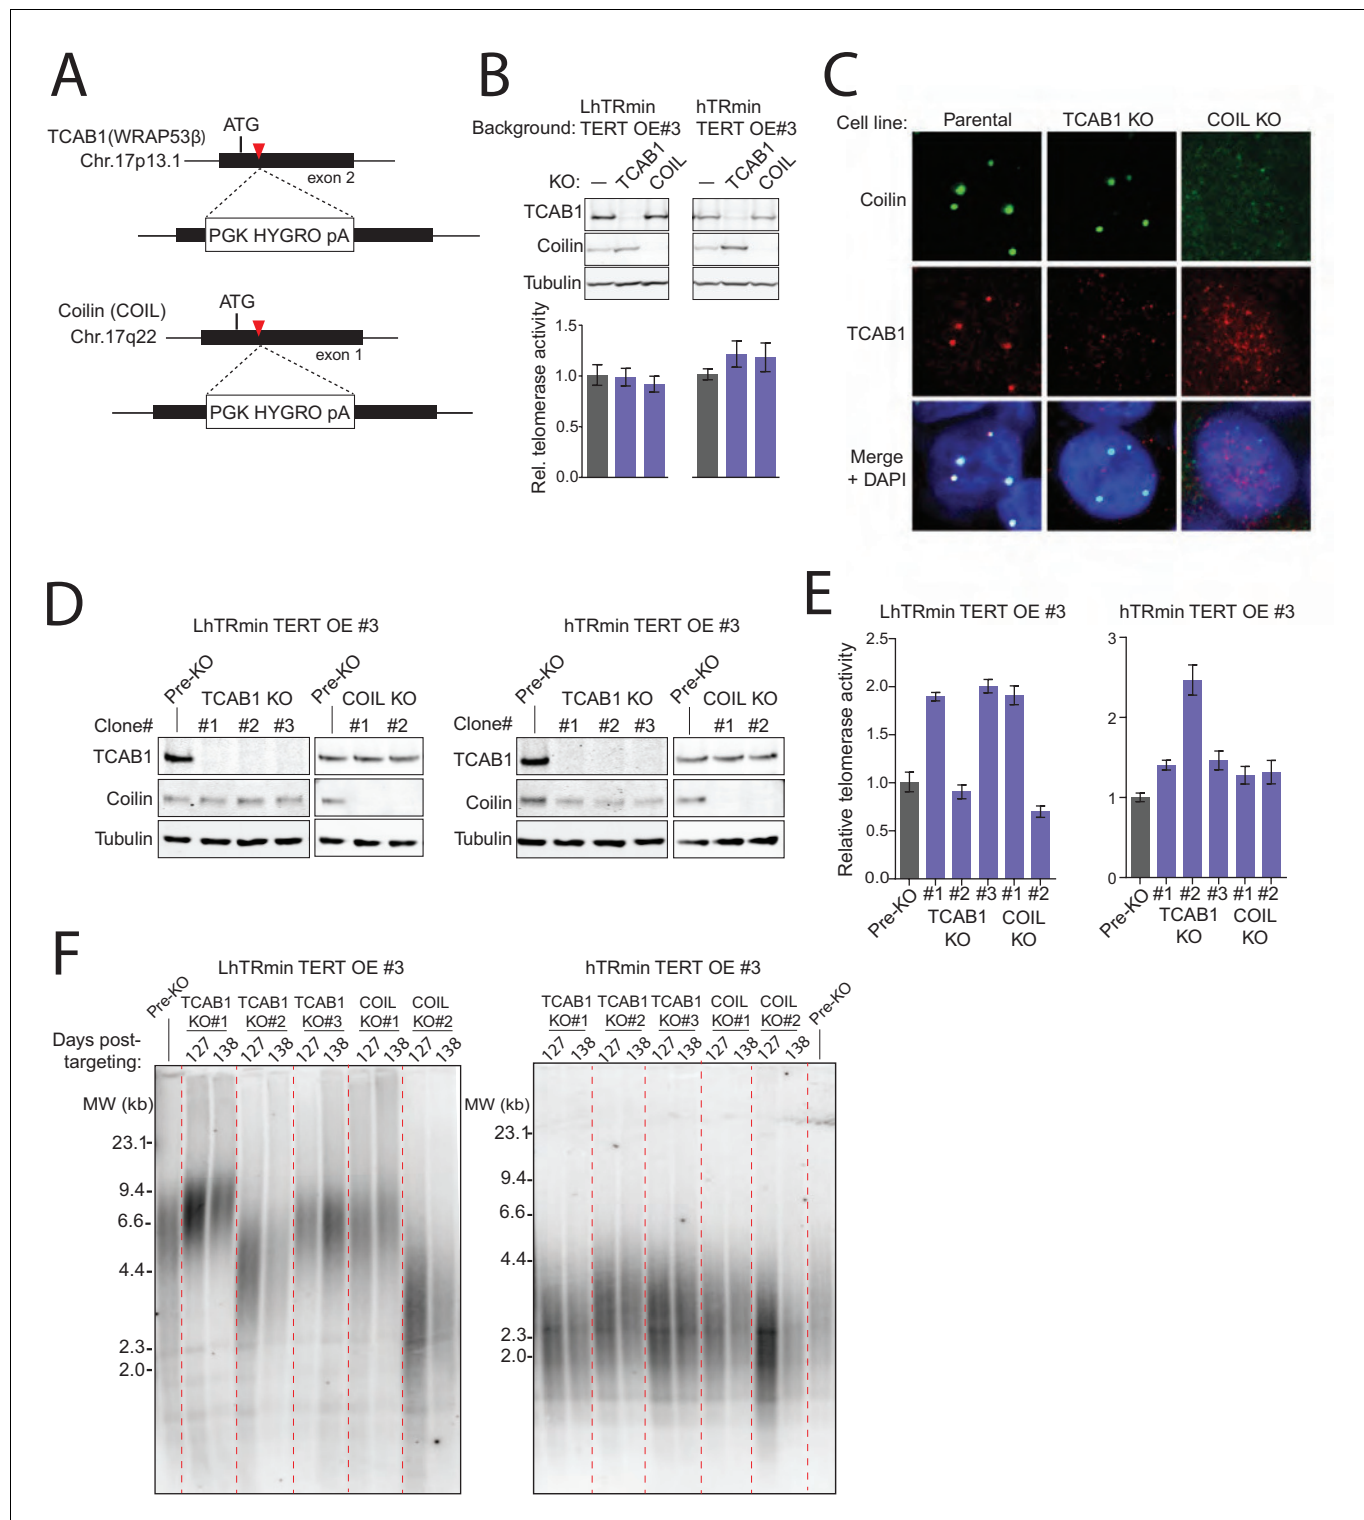 A
TCAB1(WRAP53β)
Chr.17p13.1
ATG
exon 2
PGK HYGRO pA
Coilin (COIL)
Chr.17q22
ATG
exon 1
PGK HYGRO pA
B
Background:
LhTRmin
TERT OE#3
hTRmin
TERT OE#3
KO:
— TCAB1 COIL
— TCAB1 COIL
TCAB1
Coilin
Tubulin
Rel. telomerase activity
1.5
1.0
0.5
0.0
C
Cell line: Parental TCAB1 KO COIL KO
Coilin
TCAB1
Merge
+ DAPI
D
LhTRmin TERT OE #3
Pre-KO TCAB1 KO Pre-KO COIL KO
Clone# #1 #2 #3 #1 #2
TCAB1
Coilin
Tubulin
hTRmin TERT OE #3
Pre-KO TCAB1 KO Pre-KO COIL KO
Clone# #1 #2 #3 #1 #2
TCAB1
Coilin
Tubulin
E
LhTRmin TERT OE #3
Relative telomerase activity
2.5
2.0
1.5
1.0
0.5
0.0
Pre-KO #1 #2 #3 #1 #2
TCAB1 COIL
KO KO
hTRmin TERT OE #3
3
2
1
0
Pre-KO #1 #2 #3 #1 #2
TCAB1 COIL
KO KO
F
LhTRmin TERT OE #3
Pre-KO
TCAB1 TCAB1 TCAB1 COIL COIL
KO#1 KO#2 KO#3 KO#1 KO#2
Days post-
targeting:
127 138 127 138 127 138 127 138 127 138
MW (kb)
23.1-
9.4-
6.6-
4.4-
2.3-
2.0-
hTRmin TERT OE #3
TCAB1 TCAB1 TCAB1 COIL COIL Pre-KO
KO#1 KO#2 KO#3 KO#1 KO#2
127 138 127 138 127 138 127 138 127 138
MW (kb)
23.1-
9.4-
6.6-
4.4-
2.3-
2.0-